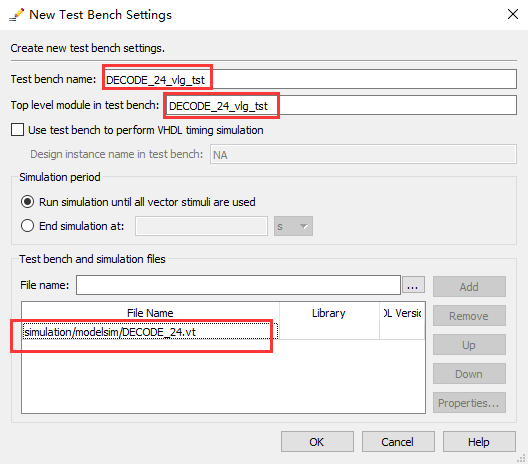 New Test Bench Settings
Create new test bench settings.
Test bench name: DECODE_24_vlg_tst
Top level module in test bench: DECODE_24_vlg_tst
Use test bench to perform VHDL timing simulation
Design instance name in test bench: NA
Simulation period
Run simulation until all vector stimuli are used
End simulation at: s
Test bench and simulation files
File name: ... Add
File Name Library DL Versio
simulation/modelsim/DECODE_24.vt
Remove
Up
Down
Properties...
OK Cancel Help